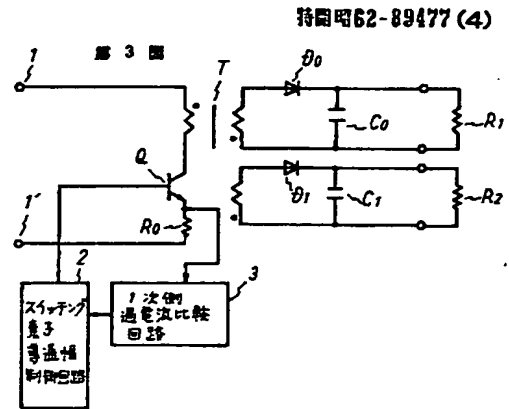 特開昭62-89477(4)
第3図
1
T
D0
C0
R1
Q
D1
C1
R2
1'
R0
2
3
スイッチング
素子
導通幅
制御回路
1次側
過電流比較
回路